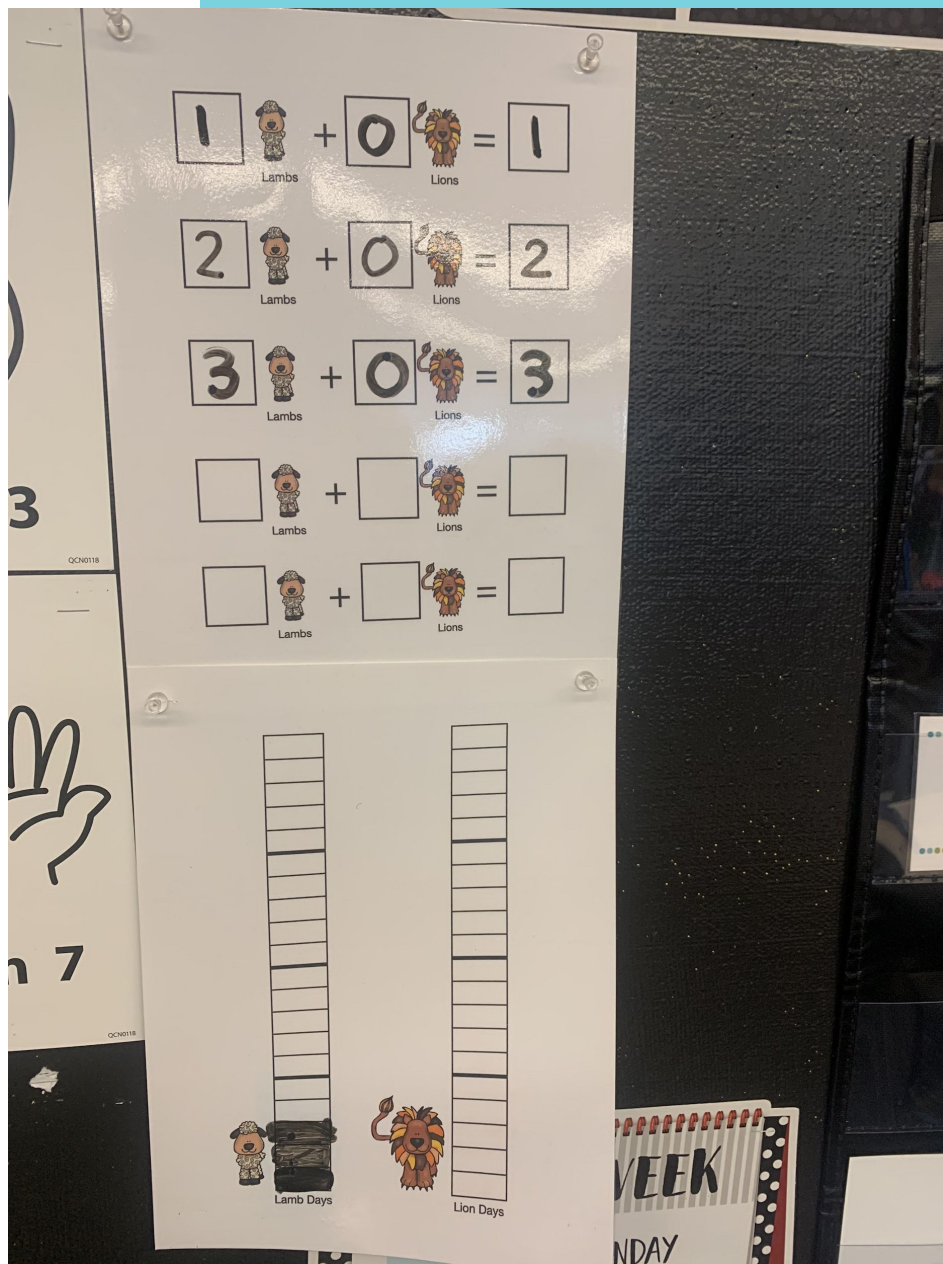 1 Lambs + 0 Lions = 1
2 Lambs + 0 Lions = 2
3 Lambs + 0 Lions = 3
Lambs + Lions =
Lambs + Lions =
Lamb Days
Lion Days
3
QCN0118
7
QCN0118
WEEK
NDAY